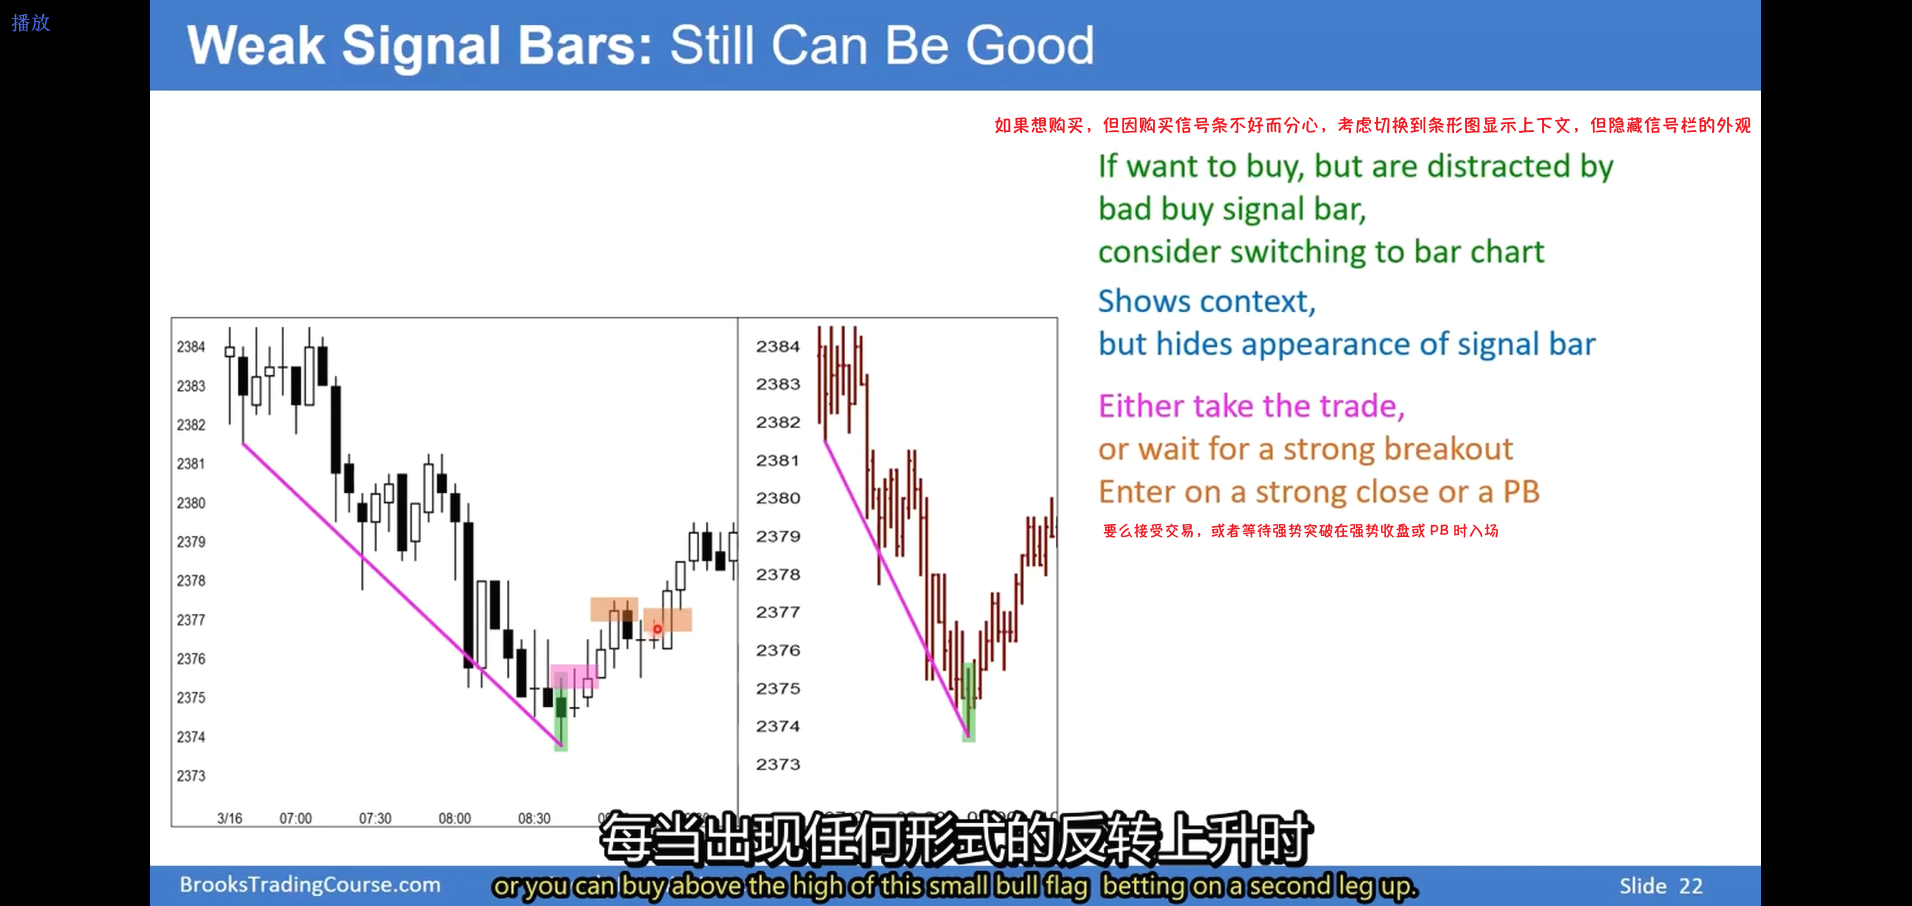 播放
Weak Signal Bars: Still Can Be Good
如果想购买，但因购买信号条不好而分心，考虑切换到条形图显示上下文，但隐藏信号栏的外观
If want to buy, but are distracted by
bad buy signal bar,
consider switching to bar chart
Shows context,
but hides appearance of signal bar
Either take the trade,
or wait for a strong breakout
Enter on a strong close or a PB
要么接受交易，或者等待强势突破在强势收盘或 PB 时入场
2384
2383
2382
2381
2380
2379
2378
2377
2376
2375
2374
2373
3/16
07:00
07:30
08:00
08:30
2384
2383
2382
2381
2380
2379
2378
2377
2376
2375
2374
2373
每当出现任何形式的反转上升时
BrooksTradingCourse.com
or you can buy above the high of this small bull flag betting on a second leg up.
Slide 22